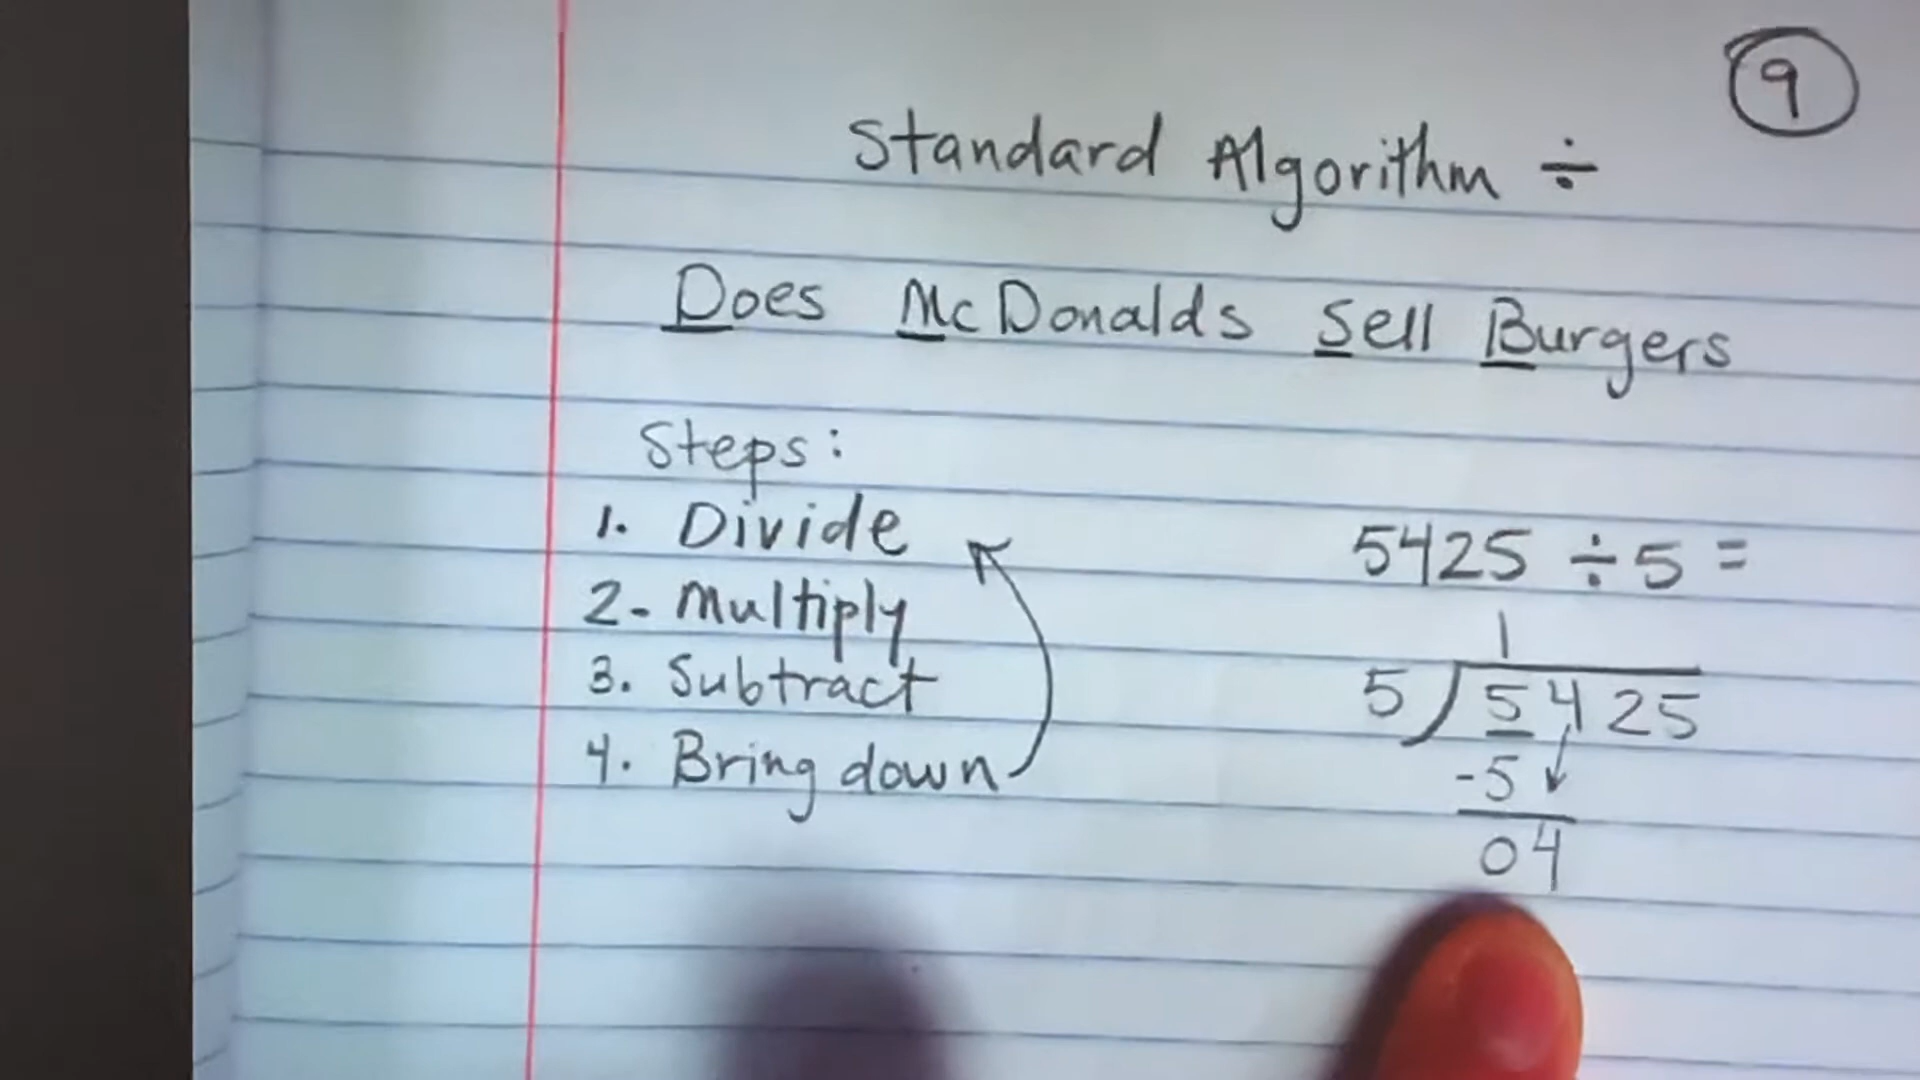 9
Standard Algorithm ÷
Does McDonalds Sell Burgers
Steps:
1. Divide
2. Multiply
3. Subtract
4. Bring down
5425 ÷ 5 =
1
5 ) 5425
-5
04